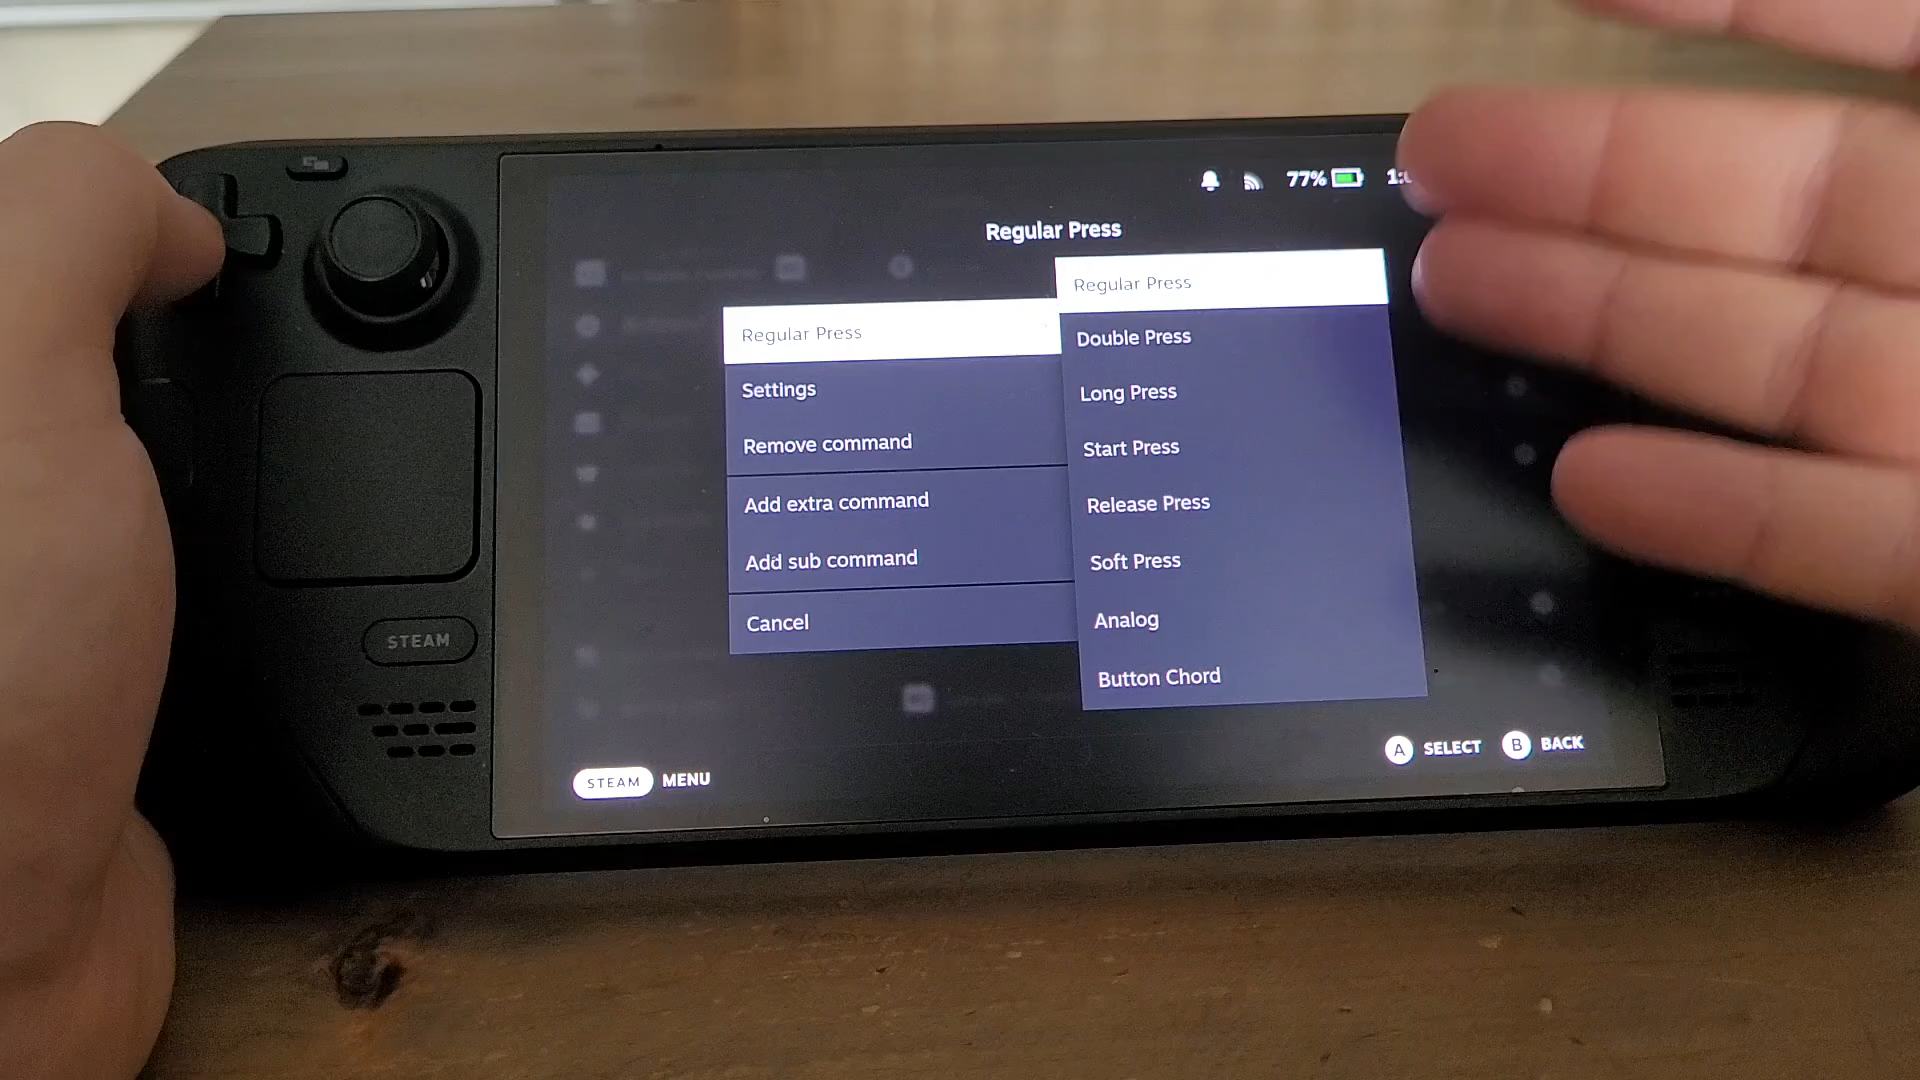 77%
Regular Press
Regular Press
Settings
Remove command
Add extra command
Add sub command
Cancel
Regular Press
Double Press
Long Press
Start Press
Release Press
Soft Press
Analog
Button Chord
STEAM
STEAM MENU
A SELECT B BACK